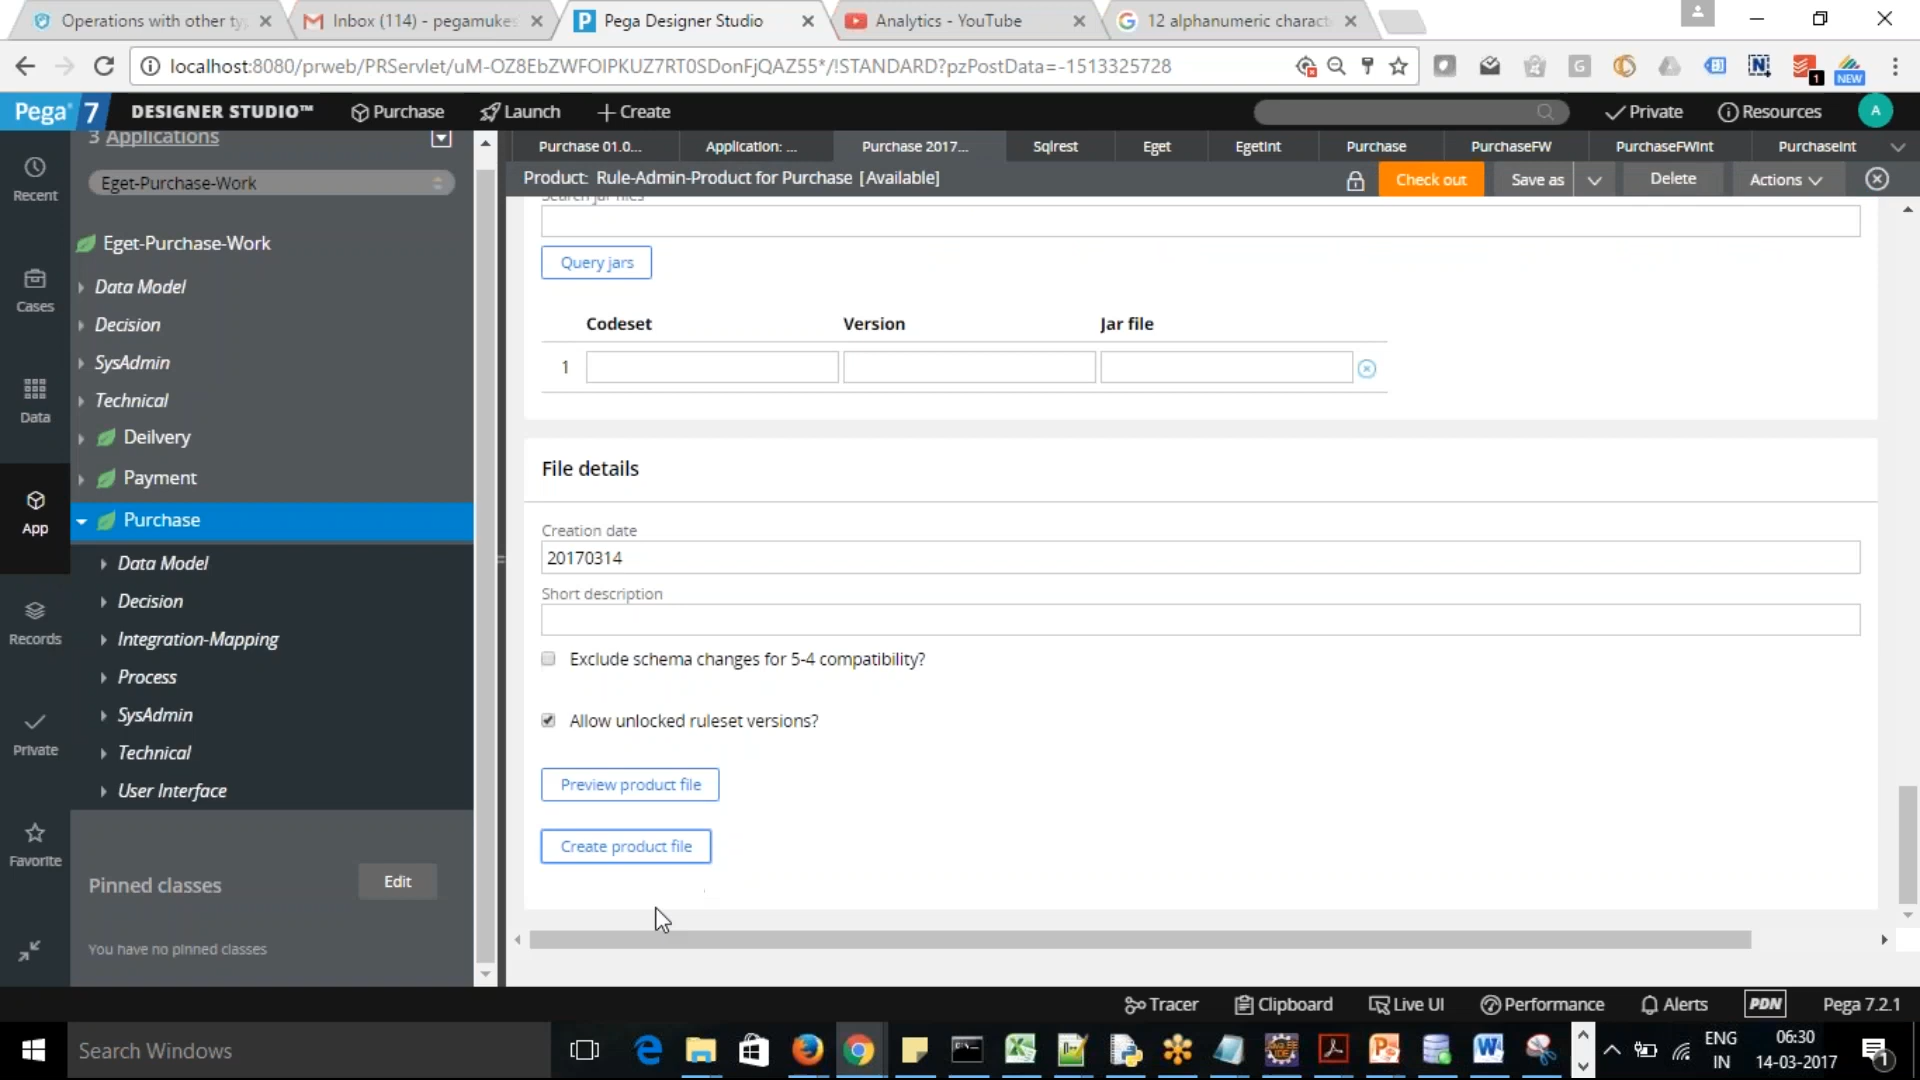 Operations with other ty
Inbox (114) - pegamukes
Pega Designer Studio
Analytics - YouTube
12 alphanumeric charact
localhost:8080/prweb/PRServlet/uM-OZ8EbZWFOIPKUZ7RT0SDonFjQAZ55*/!STANDARD?pzPostData=-1513325728
1
NEW
Pega 7
DESIGNER STUDIO™
Purchase
Launch
Create
Private
Resources
A
3 Applications
Purchase 01.0...
Application: ...
Purchase 2017...
Sqlrest
Eget
EgetInt
Purchase
PurchaseFW
PurchaseFWInt
PurchaseInt
Product: Rule-Admin-Product for Purchase [Available]
Check out
Save as
Delete
Actions
Recent
Cases
Data
App
Records
Private
Favorite
Eget-Purchase-Work
Eget-Purchase-Work
Data Model
Decision
SysAdmin
Technical
Deilvery
Payment
Purchase
Data Model
Decision
Integration-Mapping
Process
SysAdmin
Technical
User Interface
Pinned classes
Edit
You have no pinned classes
Search jar files
Query jars
Codeset
Version
Jar file
1
File details
Creation date
20170314
Short description
Exclude schema changes for 5-4 compatibility?
Allow unlocked ruleset versions?
Preview product file
Create product file
Tracer
Clipboard
Live UI
Performance
Alerts
PDN
Pega 7.2.1
Search Windows
ENG
IN
06:30
14-03-2017
1